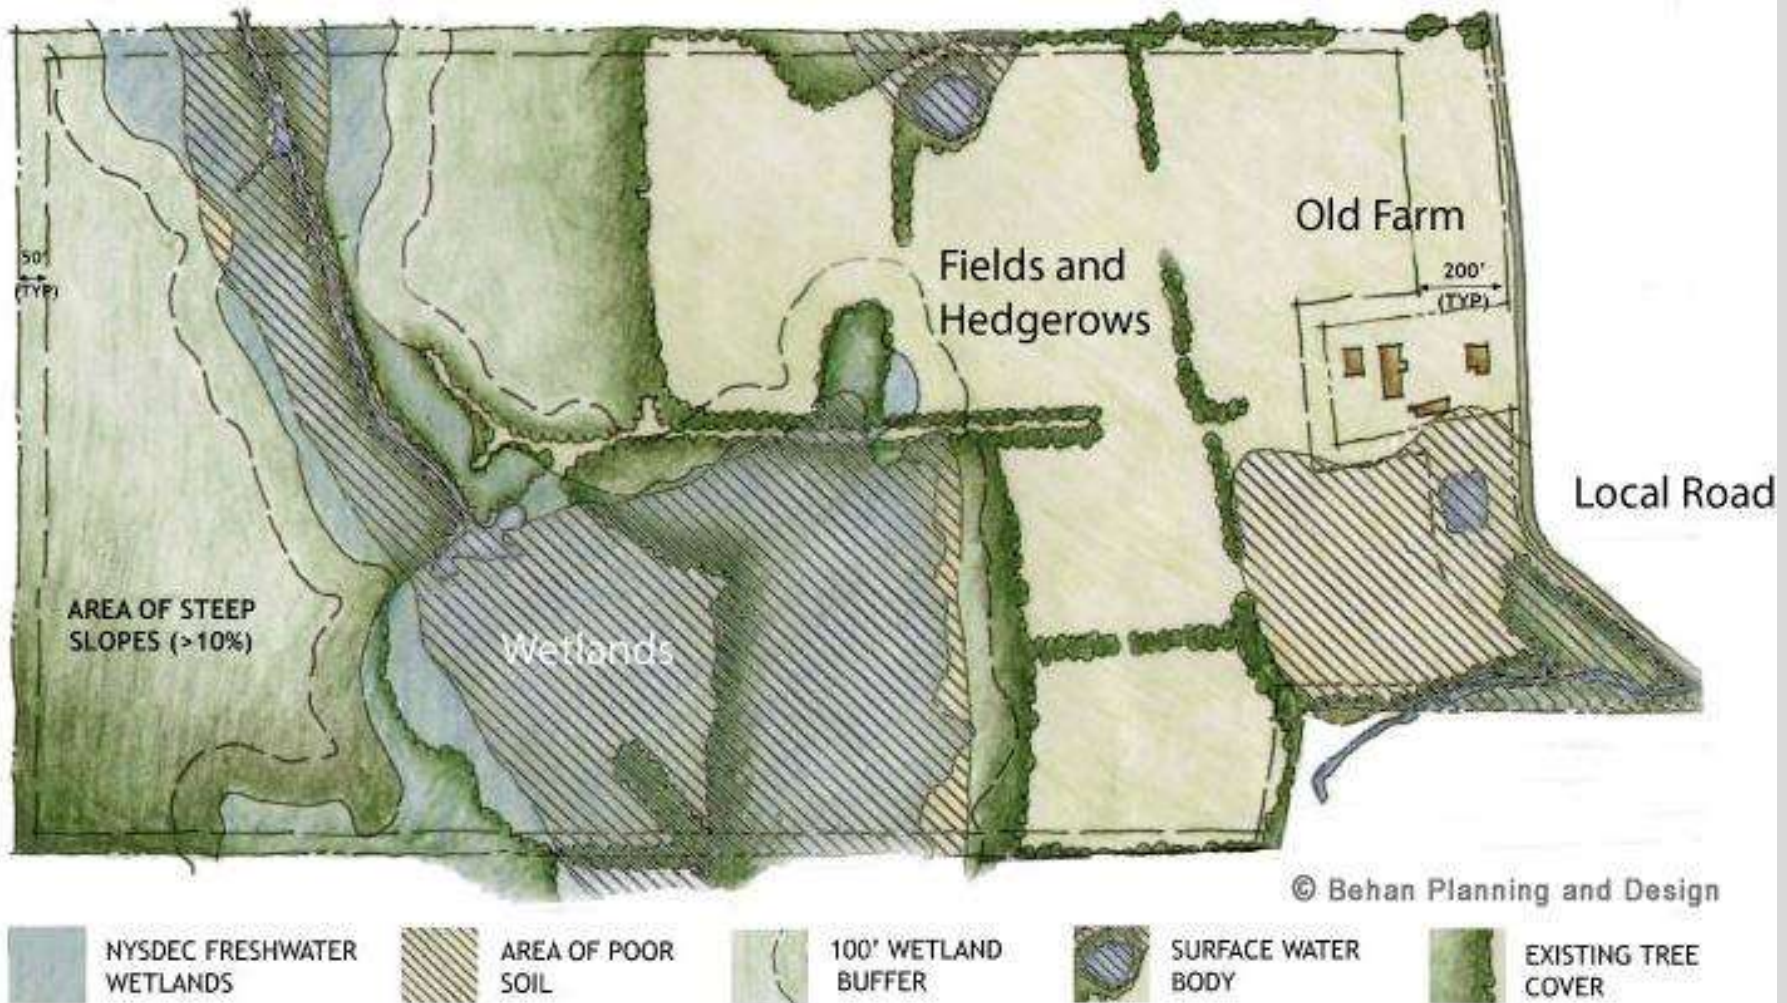 Old Farm
50'
(TYP)
Fields and
Hedgerows
200'
(TYP)
Local Road
AREA OF STEEP
SLOPES (>10%)
Wetlands
© Behan Planning and Design
NYSDEC FRESHWATER
WETLANDS
AREA OF POOR
SOIL
100' WETLAND
BUFFER
SURFACE WATER
BODY
EXISTING TREE
COVER